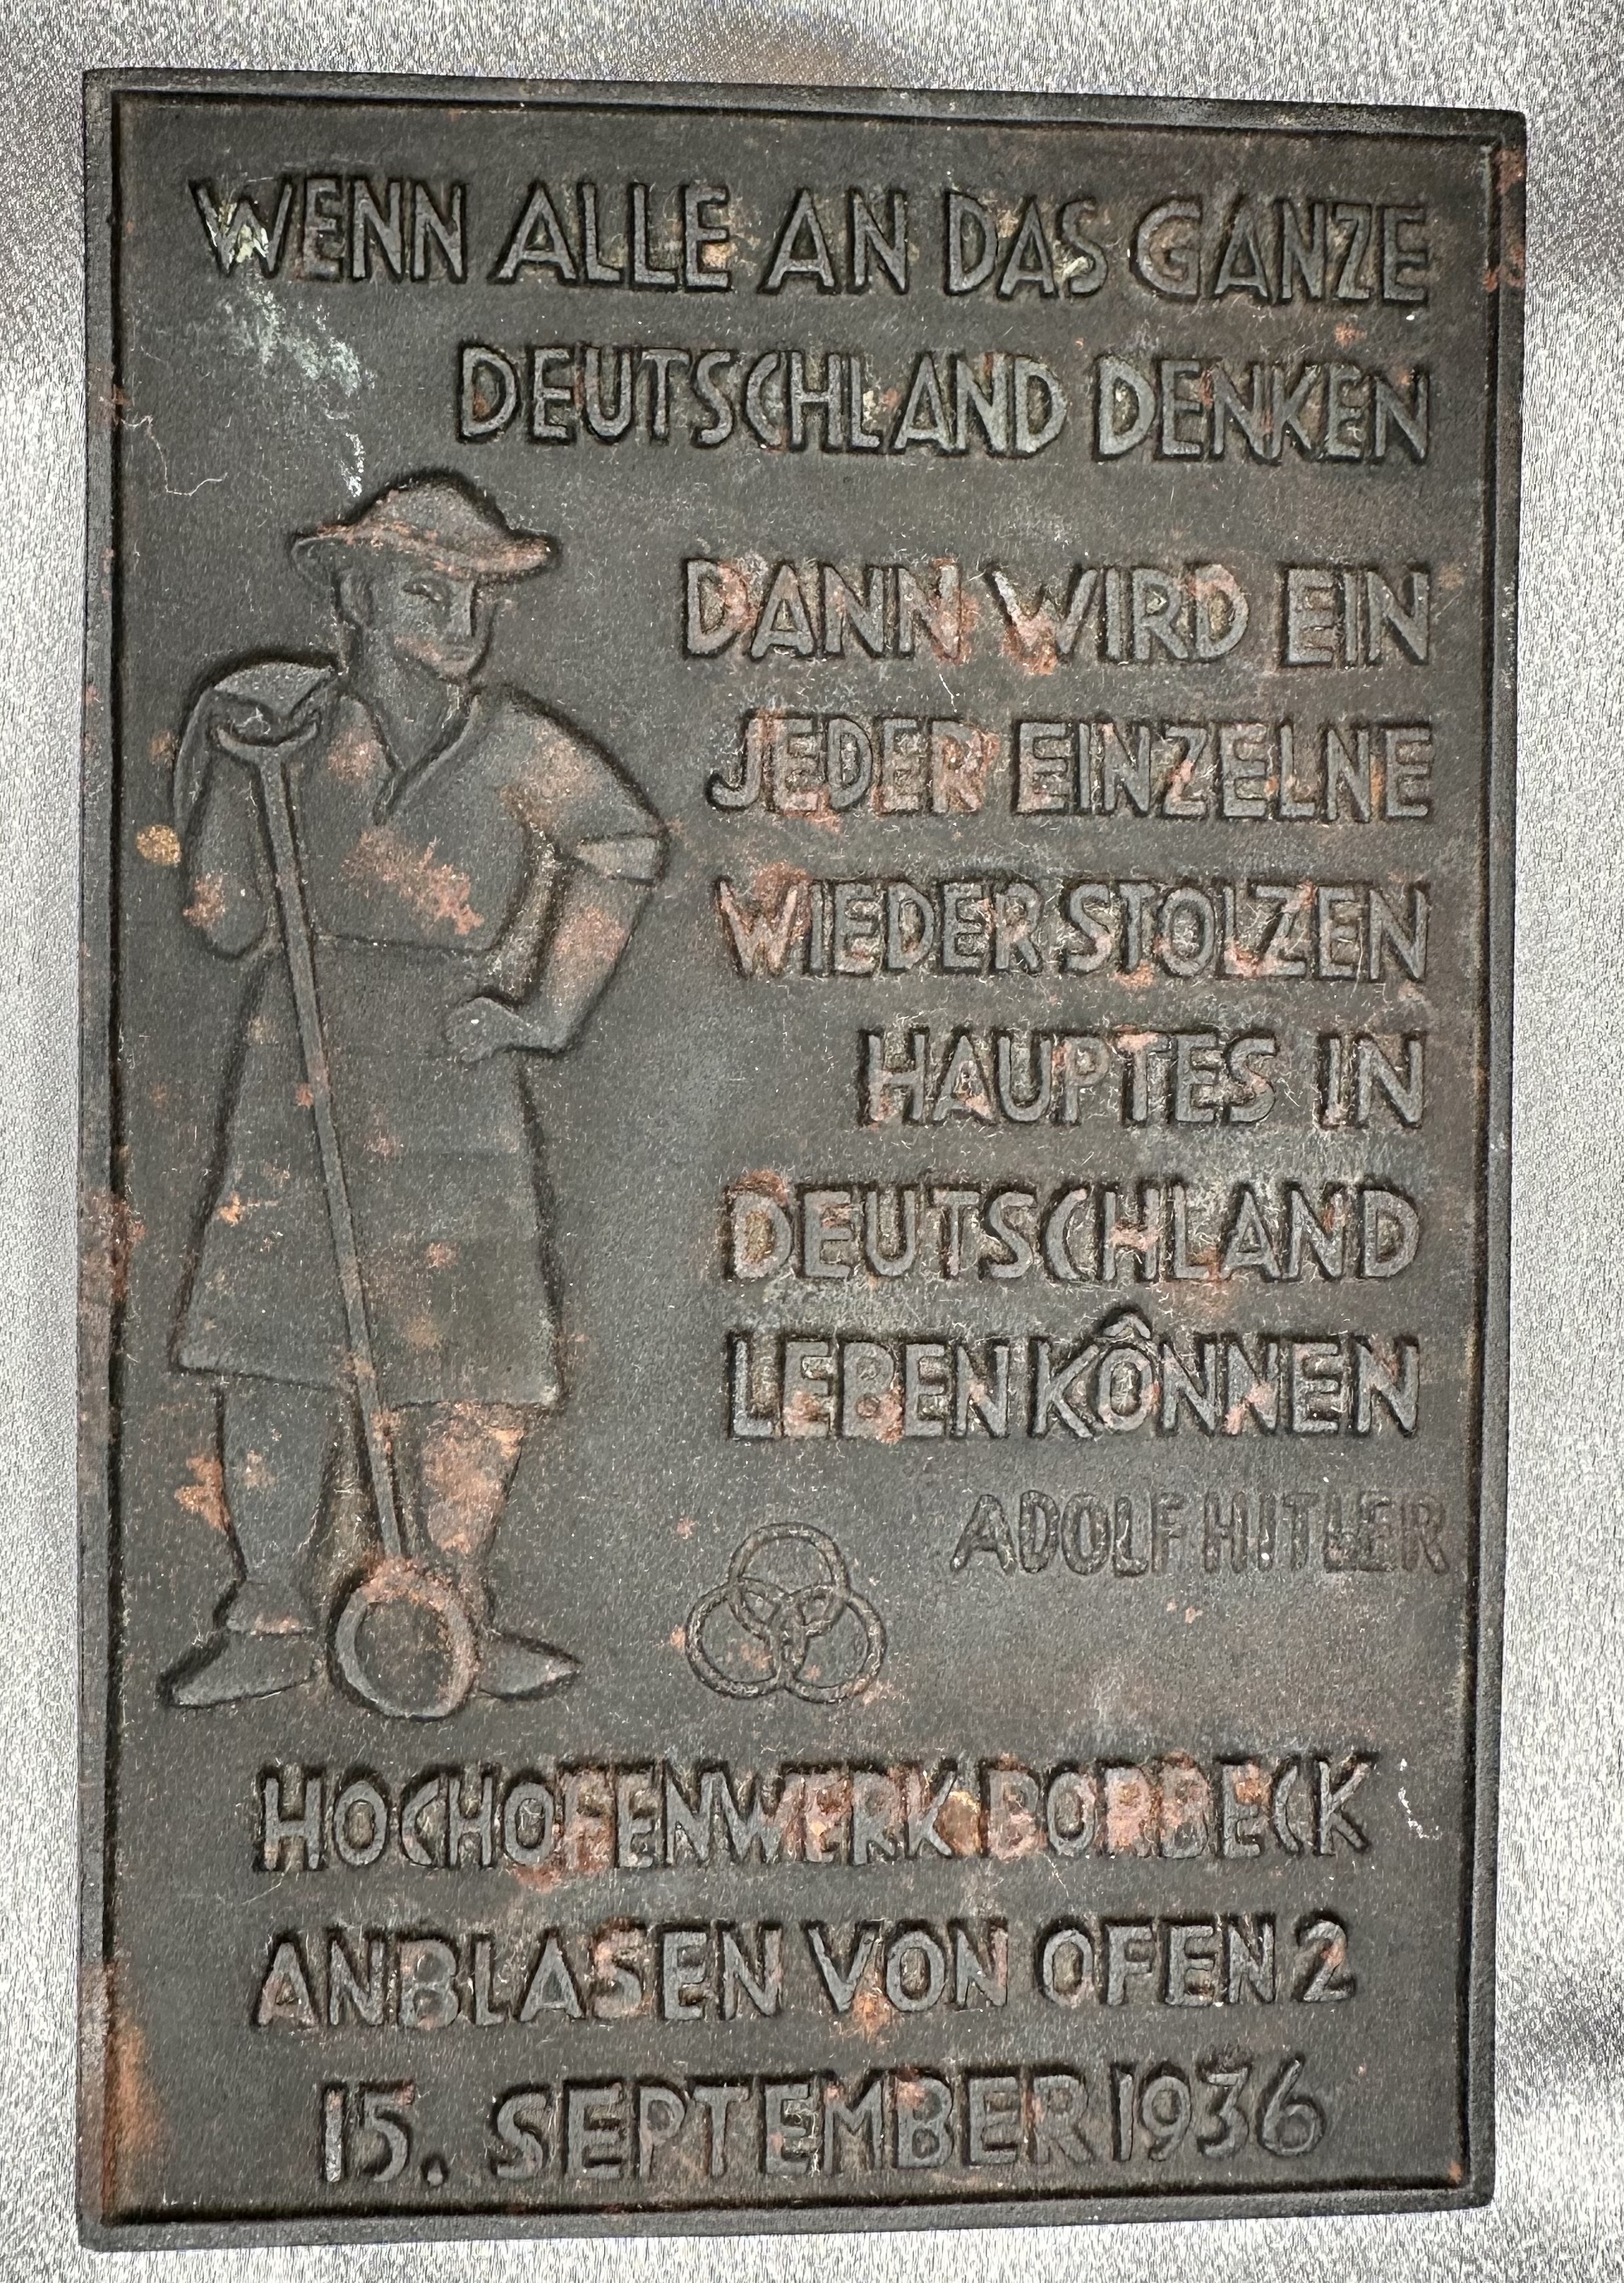 WENN ALLE AN DAS GANZE
DEUTSCHLAND DENKEN
DANN WIRD EIN
JEDER EINZELNE
WIEDER STOLZEN
HAUPTES IN
DEUTSCHLAND
LEBEN KÔNNEN
ADOLF HITLER
HOCHOFENWERK BORBECK
ANBLASEN VON OFEN 2
15. SEPTEMBER 1936